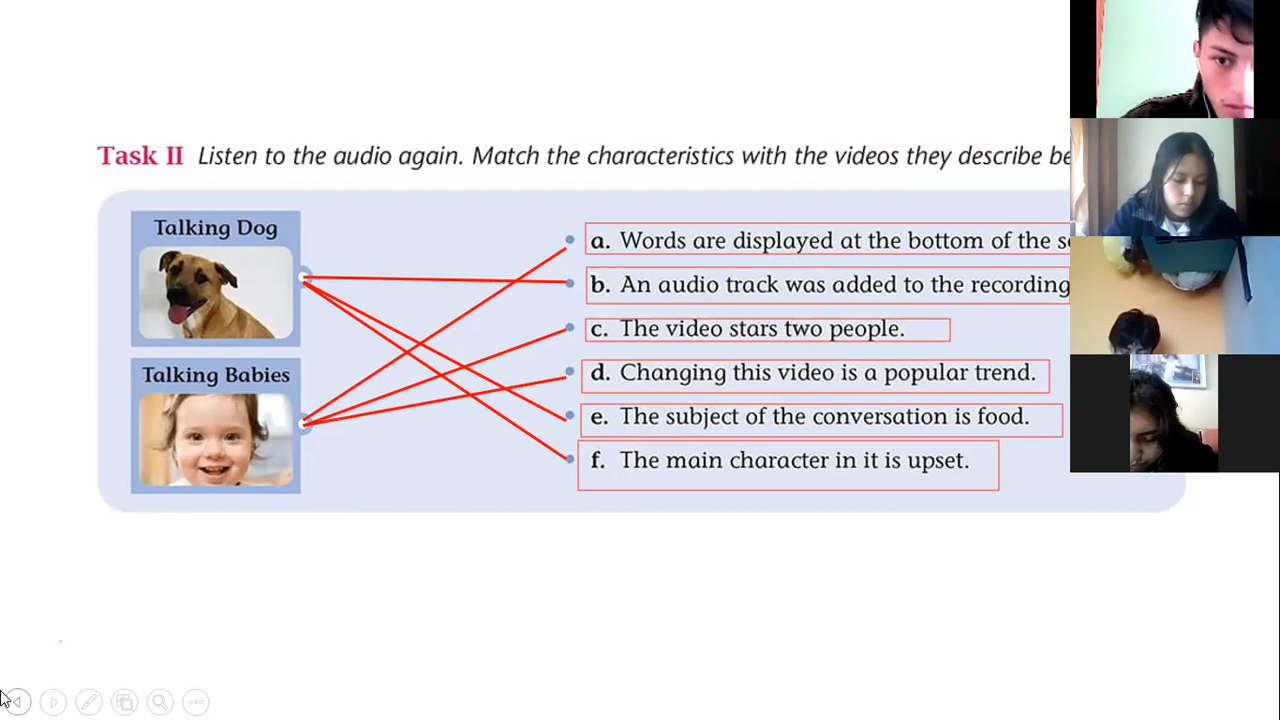 Task II Listen to the audio again. Match the characteristics with the videos they describe
Talking Dog
Talking Babies
a. Words are displayed at the bottom of the
b. An audio track was added to the recording
c. The video stars two people.
d. Changing this video is a popular trend.
e. The subject of the conversation is food.
f. The main character in it is upset.